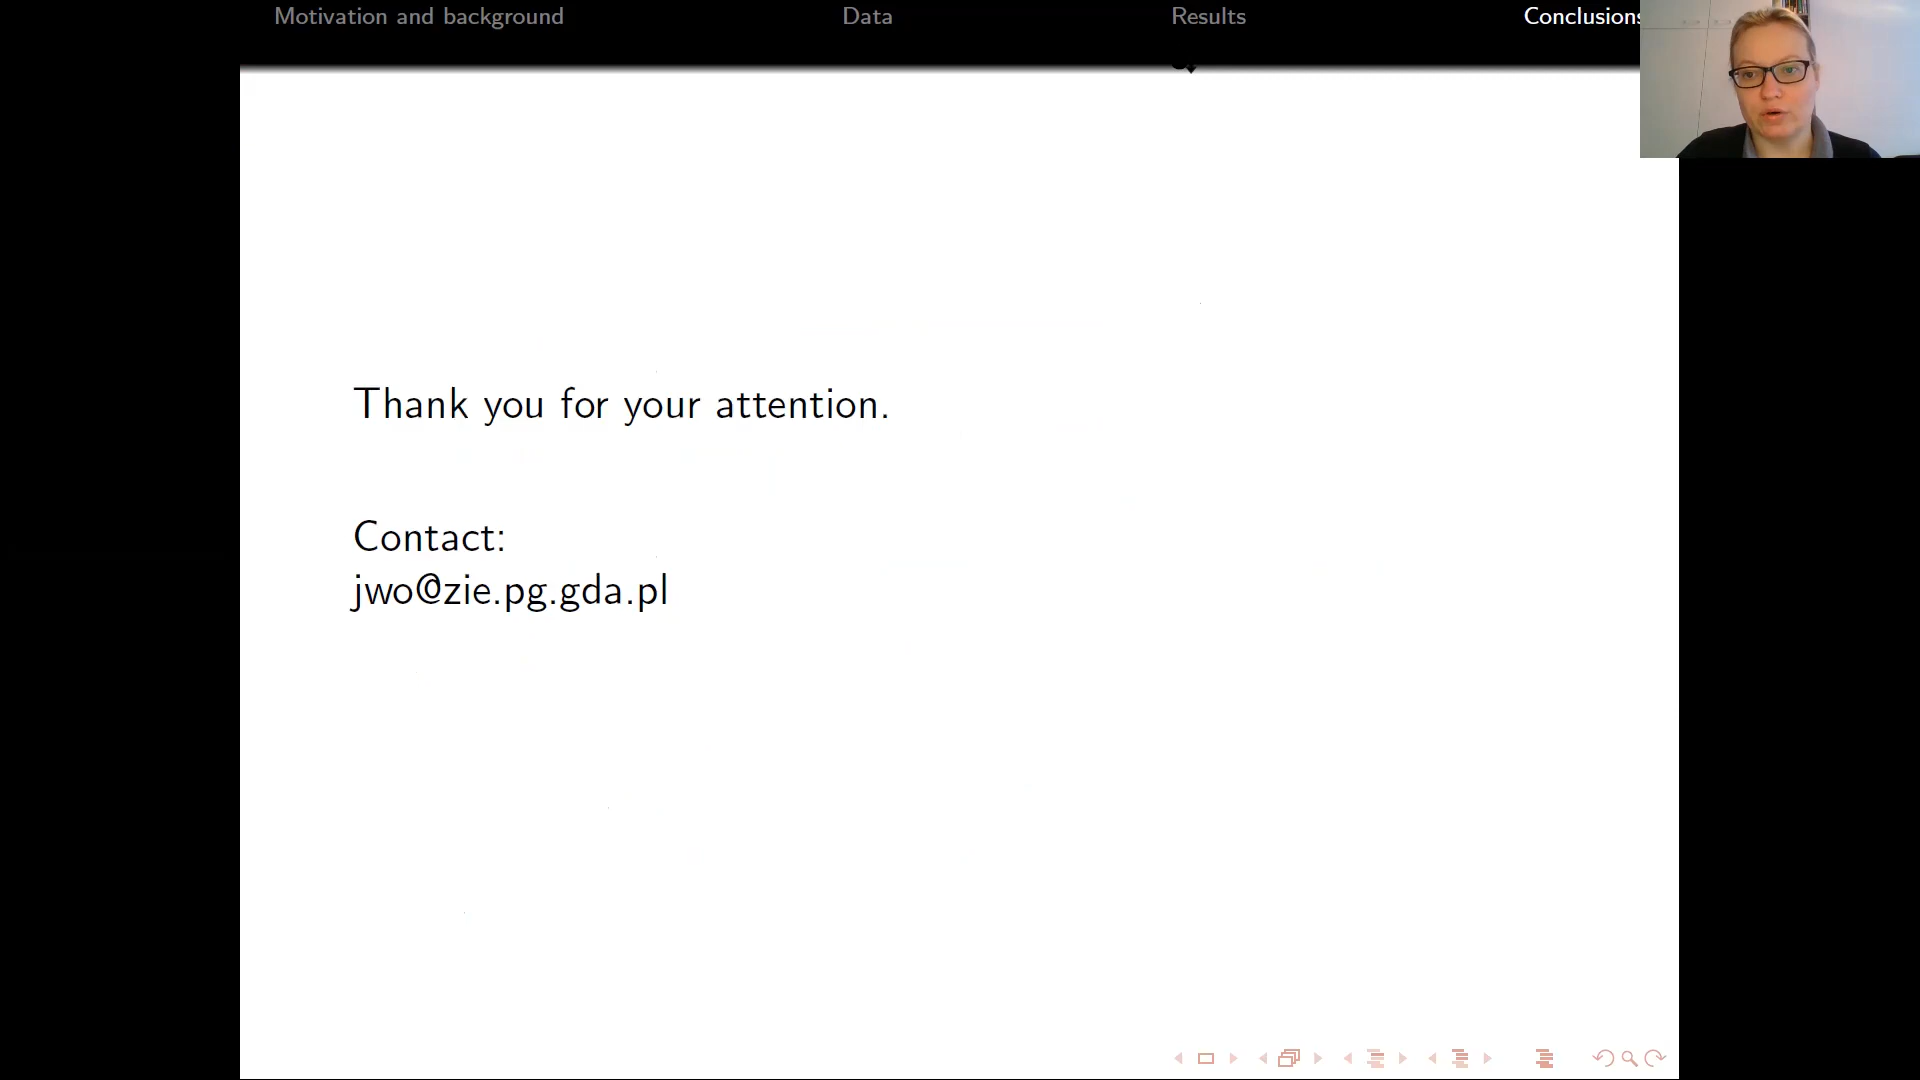 Motivation and background Data Results Conclusions
Thank you for your attention.
Contact:
jwo@zie.pg.gda.pl